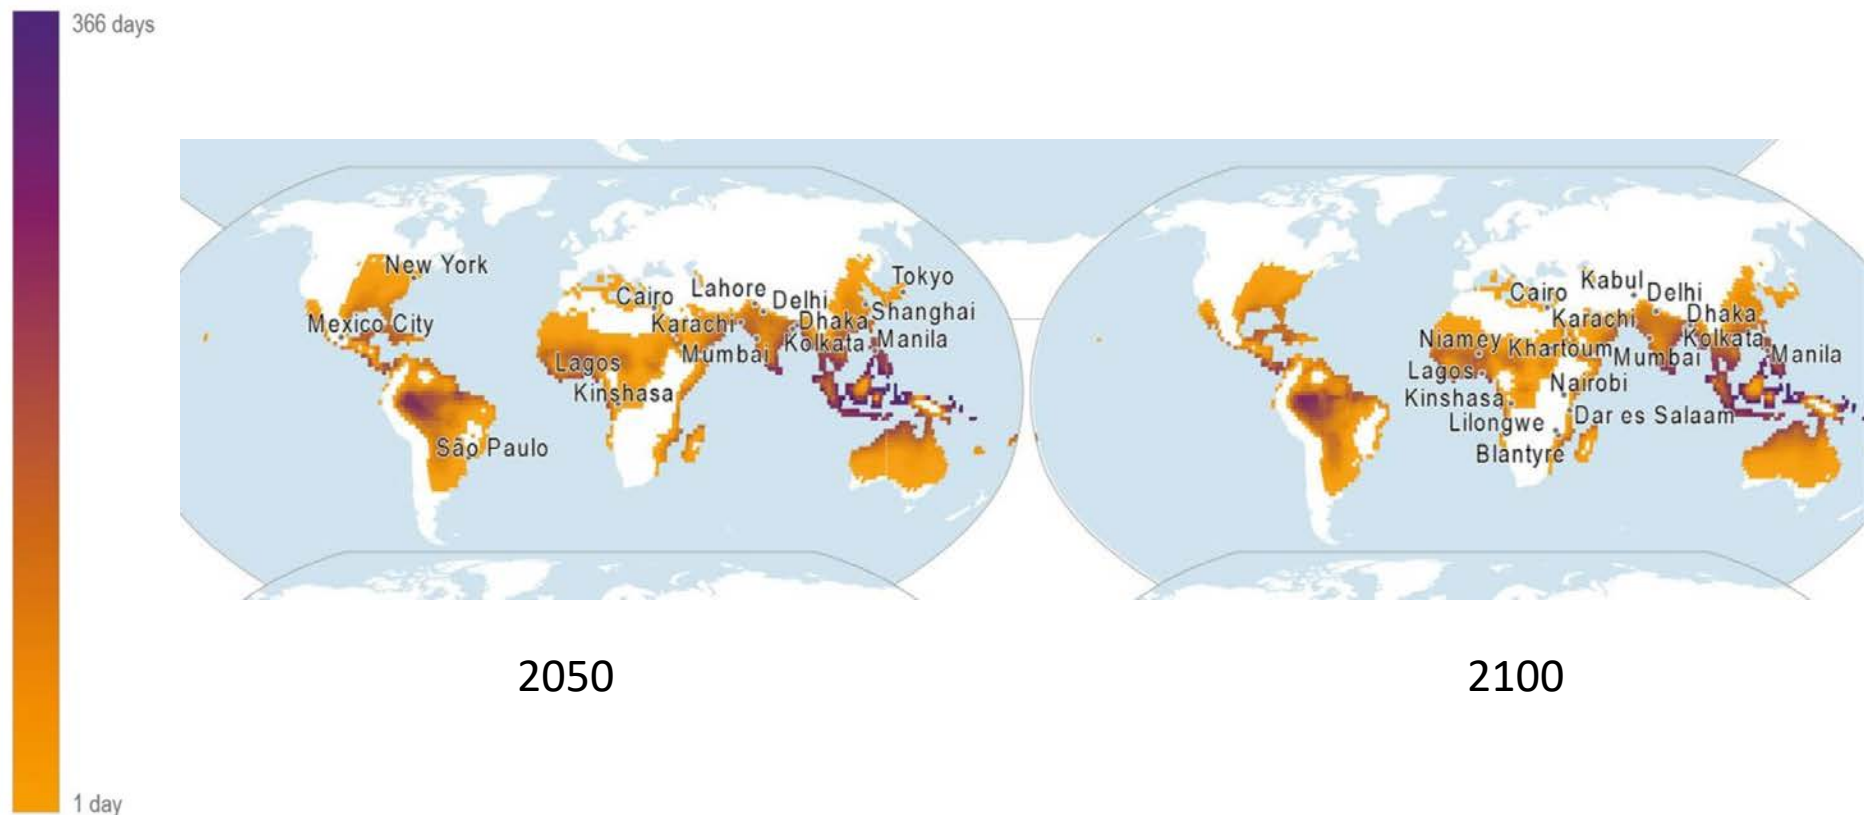 366 days
1 day
New York
Mexico City
São Paulo
Cairo
Lagos
Kinshasa
Lahore
Delhi
Karachi
Mumbai
Dhaka
Kolkata
Tokyo
Shanghai
Manila
Cairo
Kabul
Delhi
Karachi
Dhaka
Niamey
Khartoum
Mumbai
Kolkata
Manila
Lagos
Nairobi
Kinshasa
Lilongwe
Dar es Salaam
Blantyre
2050
2100